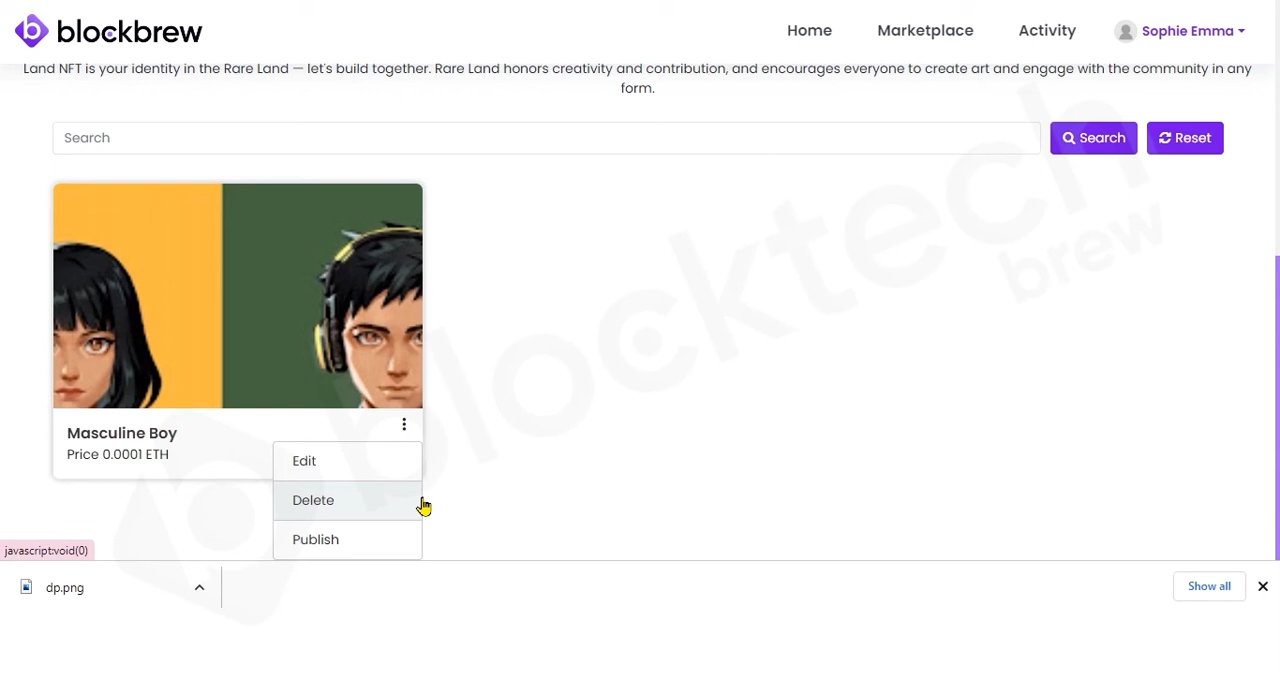 blockbrew
Home
Marketplace
Activity
Sophie Emma
Land NFT is your identity in the Rare Land — let's build together. Rare Land honors creativity and contribution, and encourages everyone to create art and engage with the community in any
form.
Search
Search
Reset
blocktech
brew
Masculine Boy
Price 0.0001 ETH
Edit
Delete
Publish
javascript:void(0)
dp.png
Show all